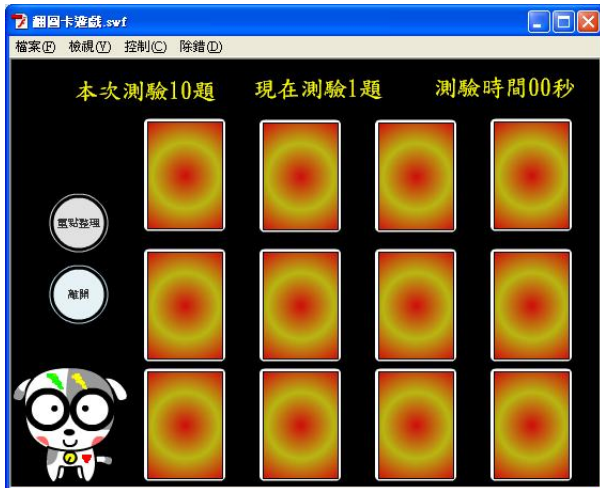 翻圖卡遊戲.swf
檔案(F) 檢視(V) 控制(C) 除錯(D)
本次測驗10題 現在測驗1題 測驗時間00秒
重點整理
離開